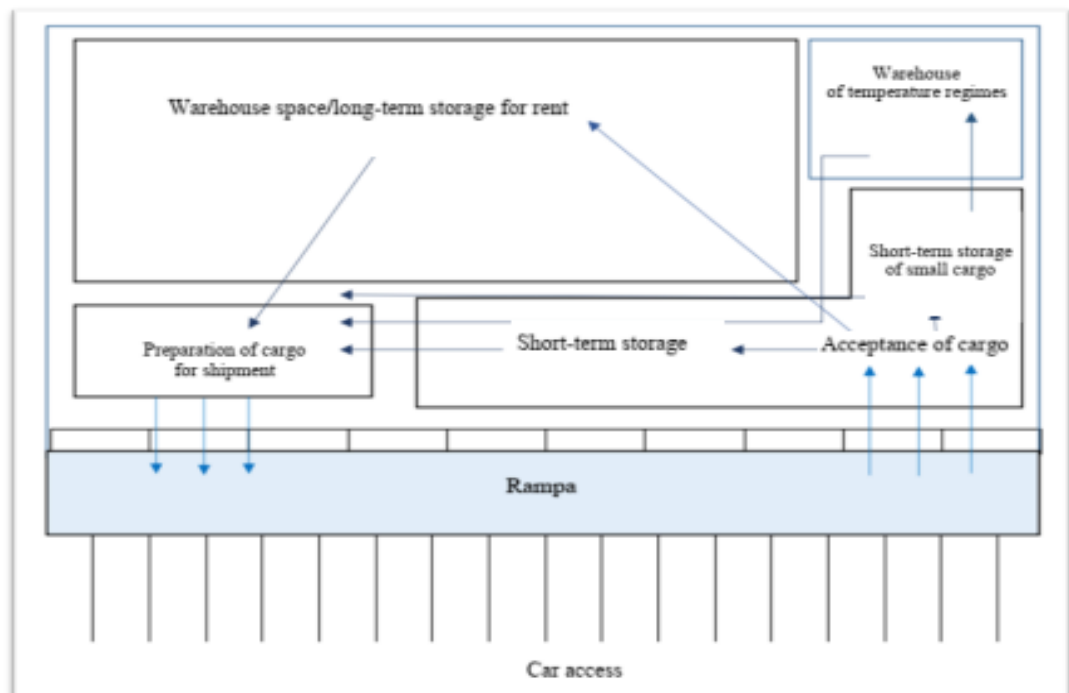 Warehouse
of temperature regimes
Warehouse space/long-term storage for rent
Short-term storage
of small cargo
Preparation of cargo
for shipment
Short-term storage
Acceptance of cargo
Rampa
Car access